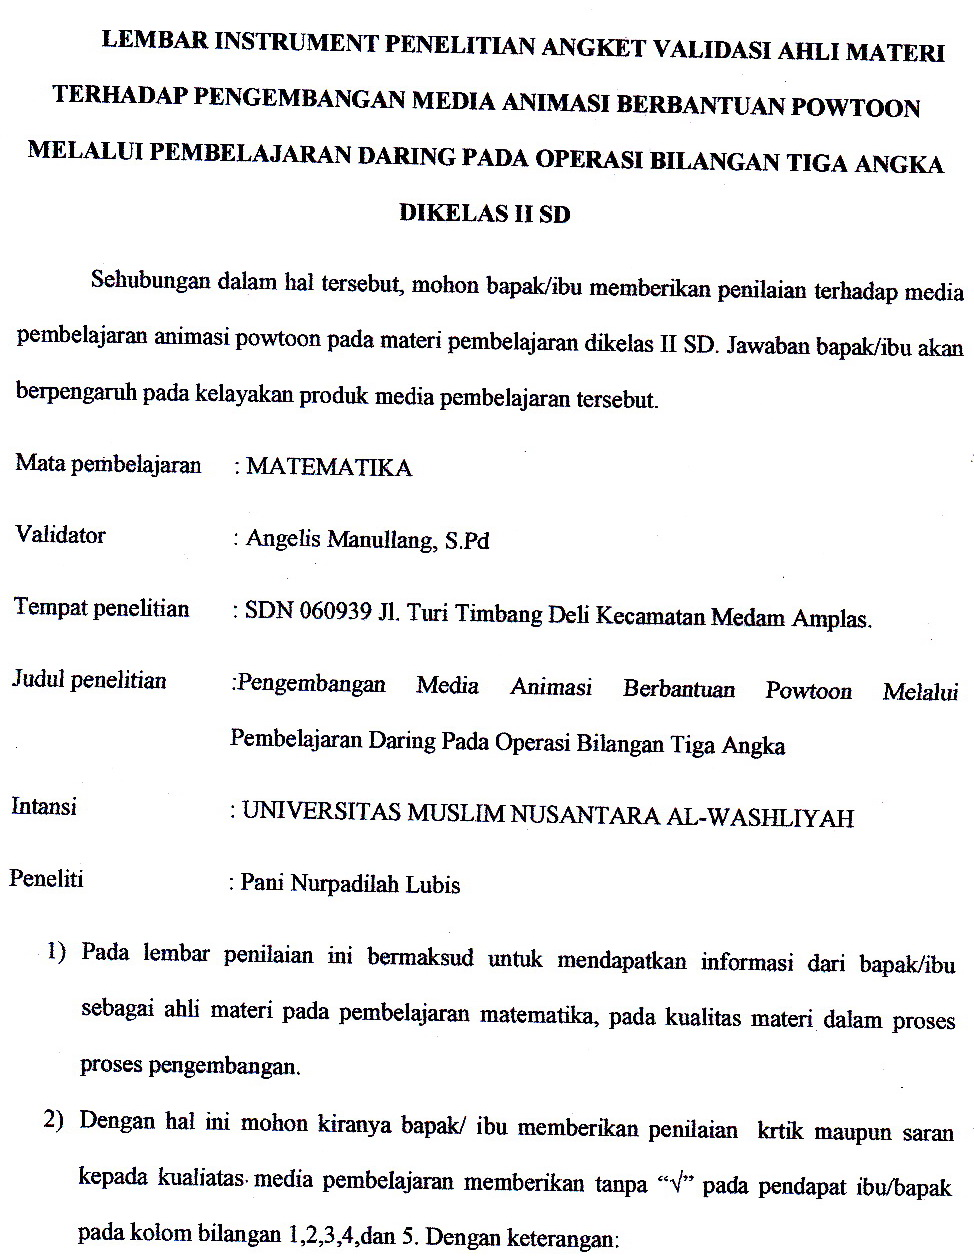 LEMBAR INSTRUMENT PENELITIAN ANGKET VALIDASI AHLI MATERI
TERHADAP PENGEMBANGAN MEDIA ANIMASI BERBANTUAN POWTOON
MELALUI PEMBELAJARAN DARING PADA OPERASI BILANGAN TIGA ANGKA
DIKELAS II SD
Sehubungan dalam hal tersebut, mohon bapak/ibu memberikan penilaian terhadap media
pembelajaran animasi powtoon pada materi pembelajaran dikelas II SD. Jawaban bapak/ibu akan
berpengaruh pada kelayakan produk media pembelajaran tersebut.
Mata pembelajaran : MATEMATIKA
Validator : Angelis Manullang, S.Pd
Tempat penelitian : SDN 060939 Jl. Turi Timbang Deli Kecamatan Medam Amplas.
Judul penelitian :Pengembangan Media Animasi Berbantuan Powtoon Melalui
Pembelajaran Daring Pada Operasi Bilangan Tiga Angka
Intansi : UNIVERSITAS MUSLIM NUSANTARA AL-WASHLIYAH
Peneliti : Pani Nurpadilah Lubis
1) Pada lembar penilaian ini bermaksud untuk mendapatkan informasi dari bapak/ibu
sebagai ahli materi pada pembelajaran matematika, pada kualitas materi dalam proses
proses pengembangan.
2) Dengan hal ini mohon kiranya bapak/ ibu memberikan penilaian krtik maupun saran
kepada kualiatas media pembelajaran memberikan tanpa “√” pada pendapat ibu/bapak
pada kolom bilangan 1,2,3,4,dan 5. Dengan keterangan: